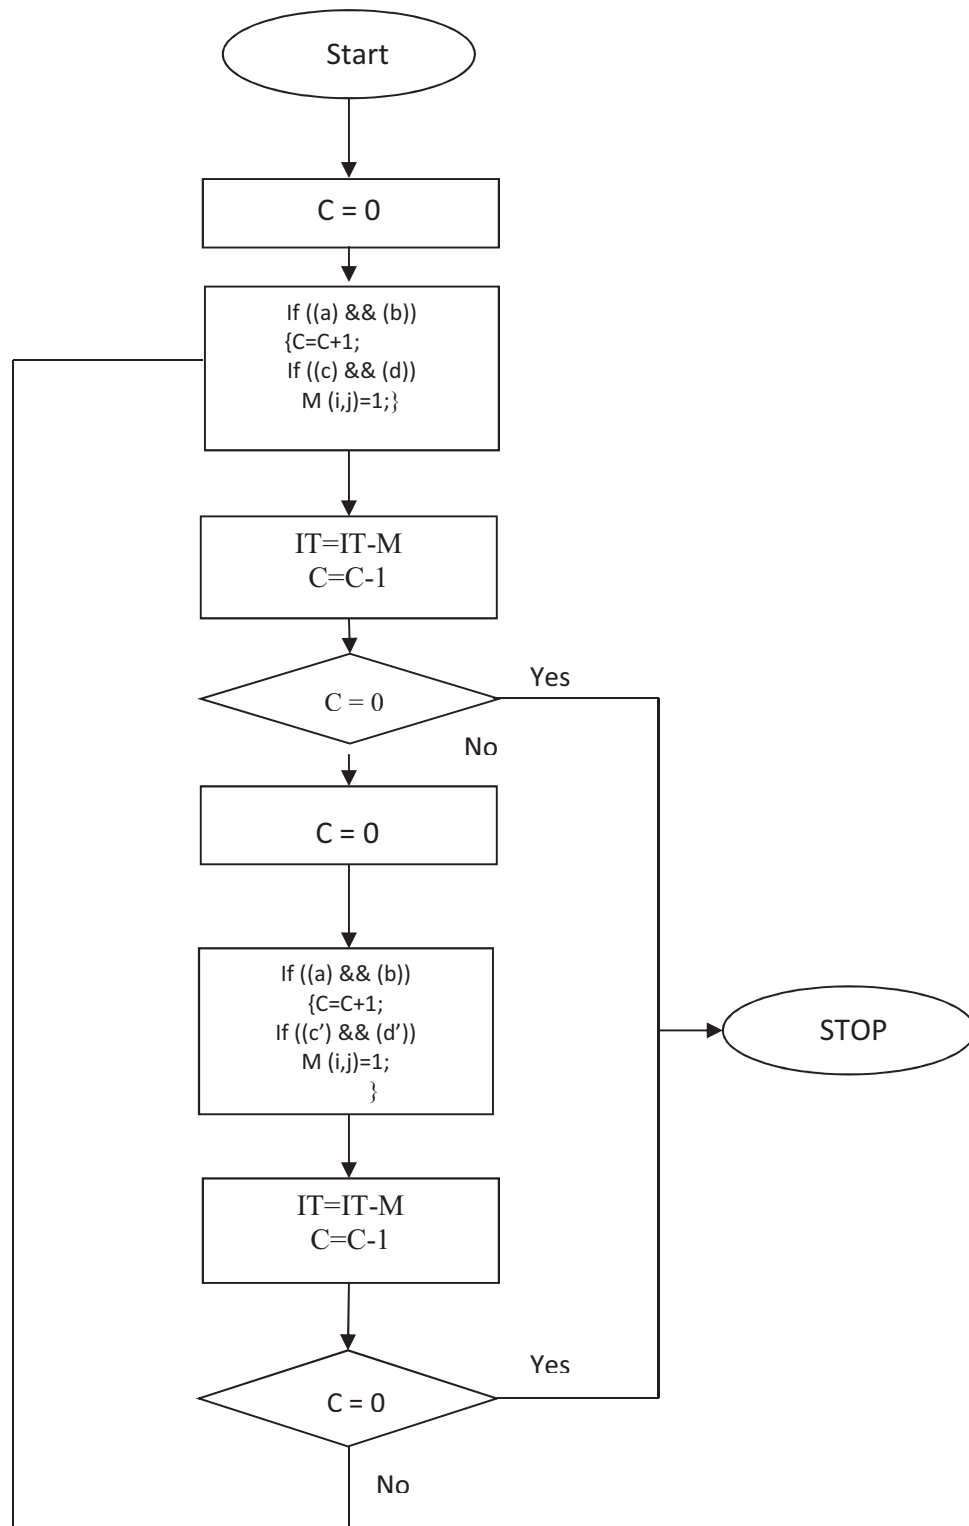 Start
C = 0
If ((a) && (b))
{C=C+1;
If ((c) && (d))
M (i,j)=1;}
IT=IT-M
C=C-1
Yes
C = 0
No
C = 0
If ((a) && (b))
{C=C+1;
If ((c’) && (d’))
M (i,j)=1;
}
STOP
IT=IT-M
C=C-1
Yes
C = 0
No